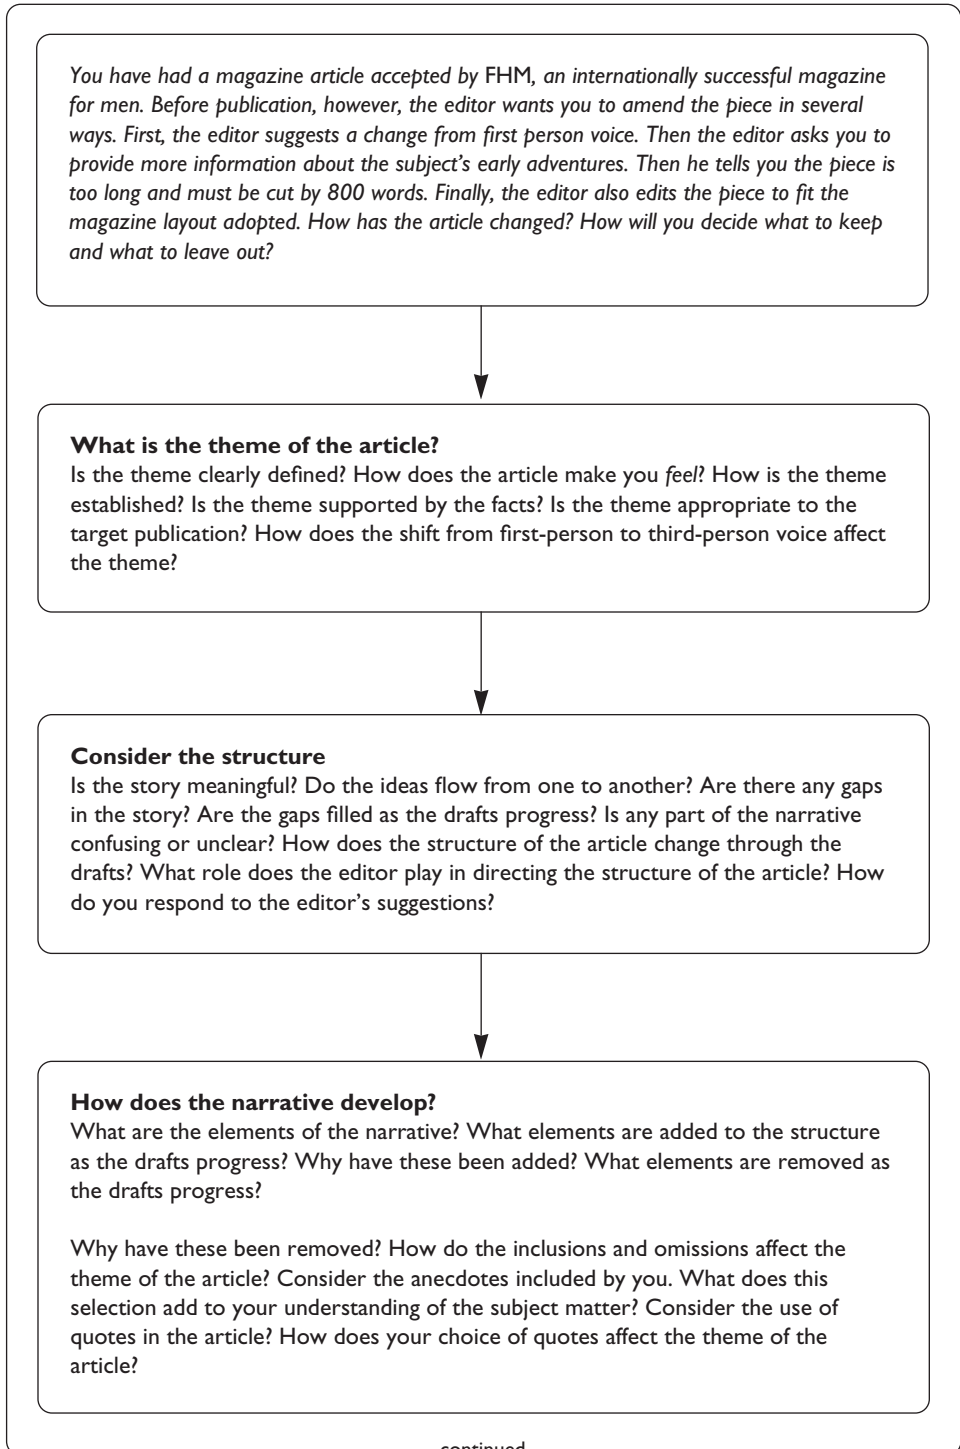 You have had a magazine article accepted by FHM, an internationally successful magazine
for men. Before publication, however, the editor wants you to amend the piece in several
ways. First, the editor suggests a change from first person voice. Then the editor asks you to
provide more information about the subject's early adventures. Then he tells you the piece is
too long and must be cut by 800 words. Finally, the editor also edits the piece to fit the
magazine layout adopted. How has the article changed? How will you decide what to keep
and what to leave out?
What is the theme of the article?
Is the theme clearly defined? How does the article make you feel? How is the theme
established? Is the theme supported by the facts? Is the theme appropriate to the
target publication? How does the shift from first-person to third-person voice affect
the theme?
Consider the structure
Is the story meaningful? Do the ideas flow from one to another? Are there any gaps
in the story? Are the gaps filled as the drafts progress? Is any part of the narrative
confusing or unclear? How does the structure of the article change through the
drafts? What role does the editor play in directing the structure of the article? How
do you respond to the editor's suggestions?
How does the narrative develop?
What are the elements of the narrative? What elements are added to the structure
as the drafts progress? Why have these been added? What elements are removed as
the drafts progress?
Why have these been removed? How do the inclusions and omissions affect the
theme of the article? Consider the anecdotes included by you. What does this
selection add to your understanding of the subject matter? Consider the use of
quotes in the article? How does your choice of quotes affect the theme of the
article?
continued